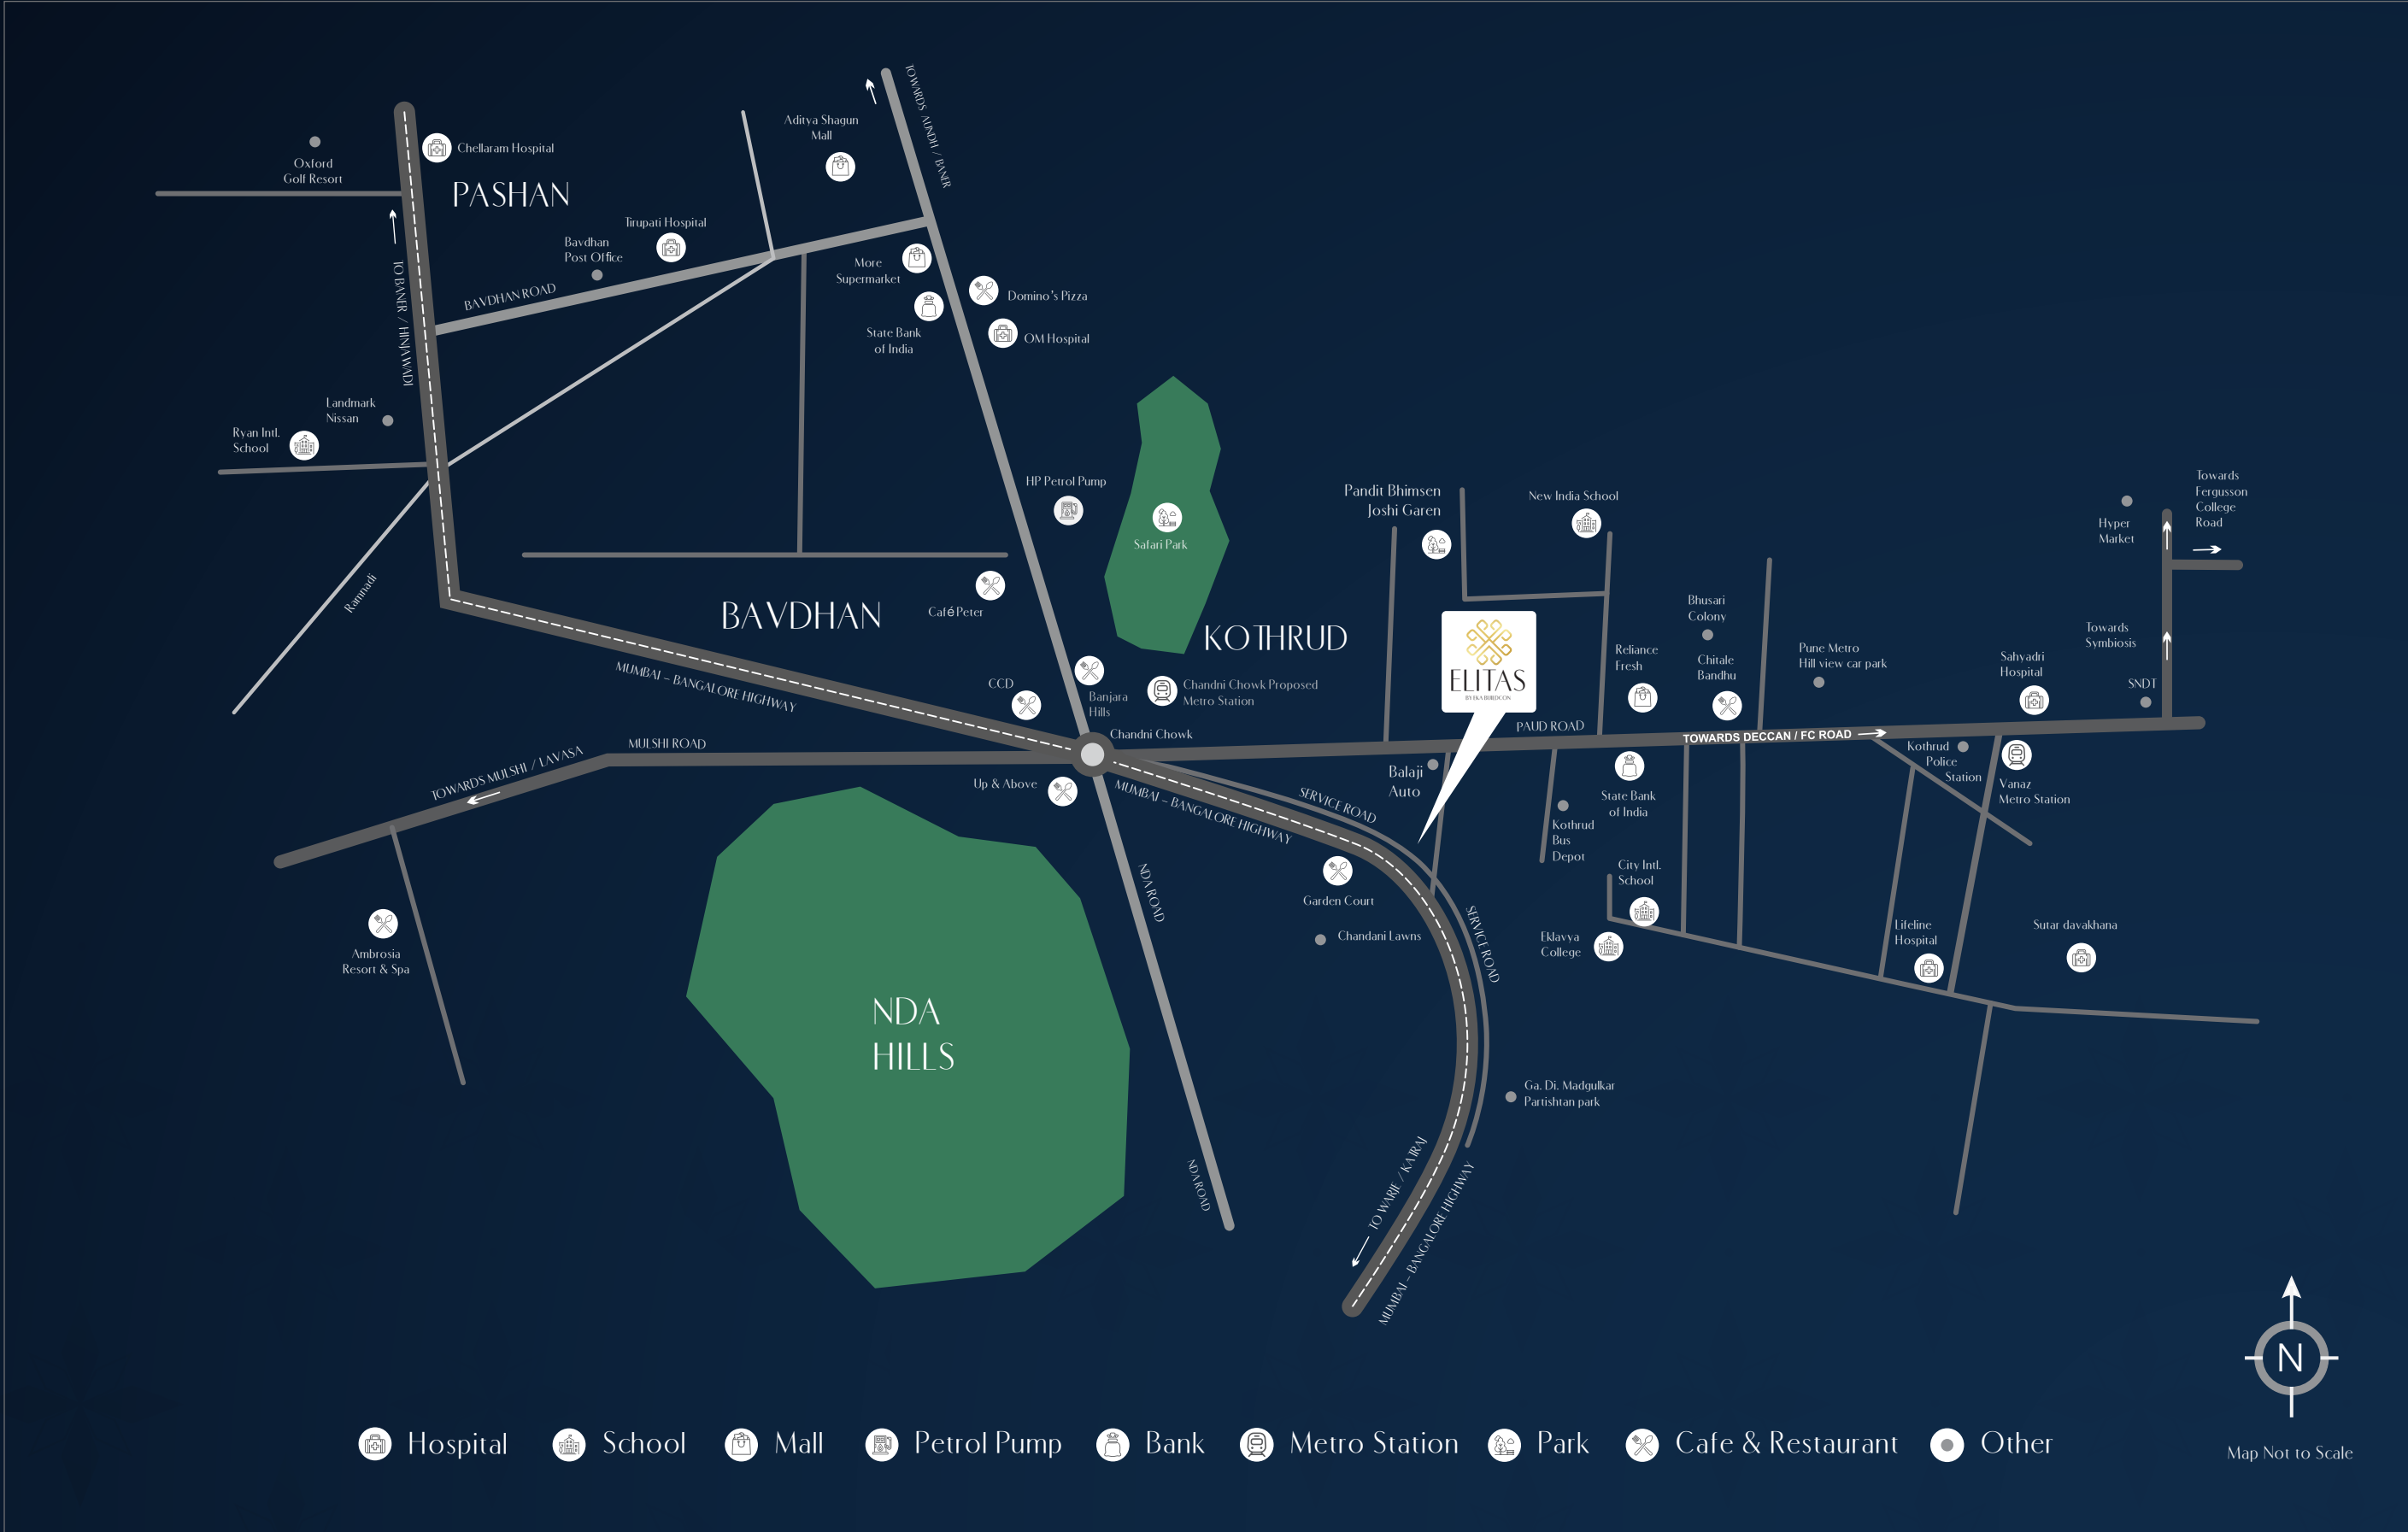 TOWARDS AUNDH / BANER
Aditya Shagun
Mall
Oxford
Golf Resort
Chellaram Hospital
PASHAN
Tirupati Hospital
Bavdhan
Post Office
BAVDHAN ROAD
TO BANER / HINJAWADI
More
Supermarket
State Bank
of India
Domino's Pizza
OM Hospital
Landmark
Nissan
Ryan Intl.
School
Ramnadi
HP Petrol Pump
Safari Park
Café Peter
BAVDHAN
KOTHRUD
Pandit Bhimsen
Joshi Garen
New India School
Hyper
Market
Towards
Fergusson
College
Road
Towards
Symbiosis
SNDT
Bhusari
Colony
Chitale
Bandhu
Reliance
Fresh
Pune Metro
Hill view car park
Sahyadri
Hospital
ELITAS
BY EKA BUILDCON
MUMBAI – BANGALORE HIGHWAY
CCD
Banjara
Hills
Chandni Chowk Proposed
Metro Station
Chandni Chowk
PAUD ROAD
TOWARDS DECCAN / FC ROAD
MULSHI ROAD
TOWARDS MULSHI / LAVASA
Up & Above
MUMBAI – BANGALORE HIGHWAY
SERVICE ROAD
Balaji
Auto
Kothrud
Bus
Depot
State Bank
of India
Kothrud
Police
Station
Vanaz
Metro Station
City Intl.
School
Eklavya
College
Lifeline
Hospital
Sutar davakhana
Garden Court
Chandani Lawns
SERVICE ROAD
NDA ROAD
Ambrosia
Resort & Spa
NDA
HILLS
Ga. Di. Madgulkar
Partishtan park
NDA ROAD
TO WARJE / KATRAJ
MUMBAI – BANGALORE HIGHWAY
N
Map Not to Scale
Hospital
School
Mall
Petrol Pump
Bank
Metro Station
Park
Cafe & Restaurant
Other